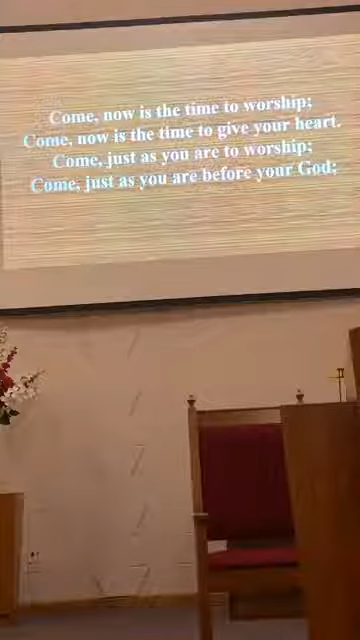 Come, now is the time to worship;
Come, now is the time to give your heart.
Come, just as you are to worship;
Come, just as you are before your God;